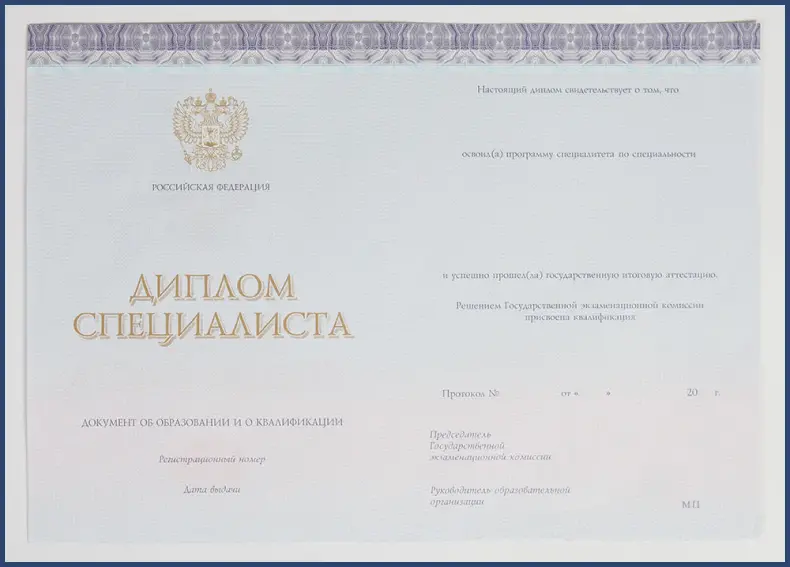 РОССИЙСКАЯ ФЕДЕРАЦИЯ
ДИПЛОМ
СПЕЦИАЛИСТА
ДОКУМЕНТ ОБ ОБРАЗОВАНИИ И О КВАЛИФИКАЦИИ
Регистрационный номер
Дата выдачи
Настоящий диплом свидетельствует о том, что
освоил(а) программу специалитета по специальности
и успешно прошел(ла) государственную итоговую аттестацию.
Решением Государственной экзаменационной комиссии
присвоена квалификация
Протокол № от « » 20 г.
Председатель
Государственной
экзаменационной комиссии
Руководитель образовательной
организации
М.П.